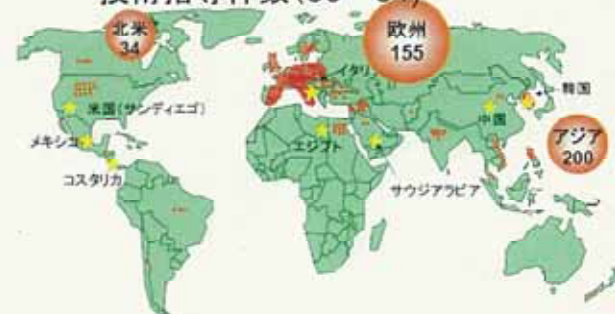 北米
34
欧州
155
イタリ
米国(サンディエゴ)
メキシコ
コスタリカ
エジプト
サウジアラビア
中国
韓国
アジア
200